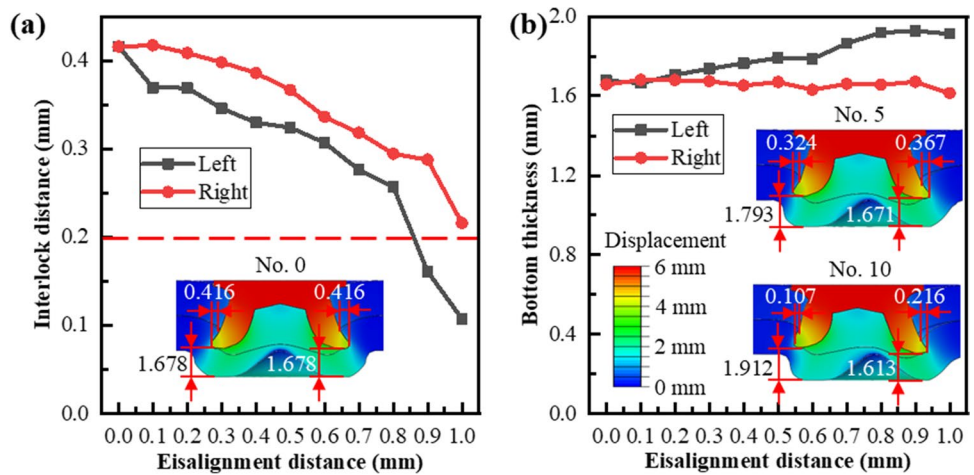 (a)
Interlock distance (mm)
0.4
0.3
0.2
0.1
0.0
Left
Right
No. 0
0.416
0.416
1.678
1.678
0.0 0.1 0.2 0.3 0.4 0.5 0.6 0.7 0.8 0.9 1.0
Eisalignment distance (mm)
(b)
Bottom thickness (mm)
2.0
1.6
1.2
0.8
0.4
0.0
Left
Right
No. 5
0.324
0.367
1.793
1.671
Displacement
6 mm
4 mm
2 mm
0 mm
No. 10
0.107
0.216
1.912
1.613
0.0 0.1 0.2 0.3 0.4 0.5 0.6 0.7 0.8 0.9 1.0
Eisalignment distance (mm)